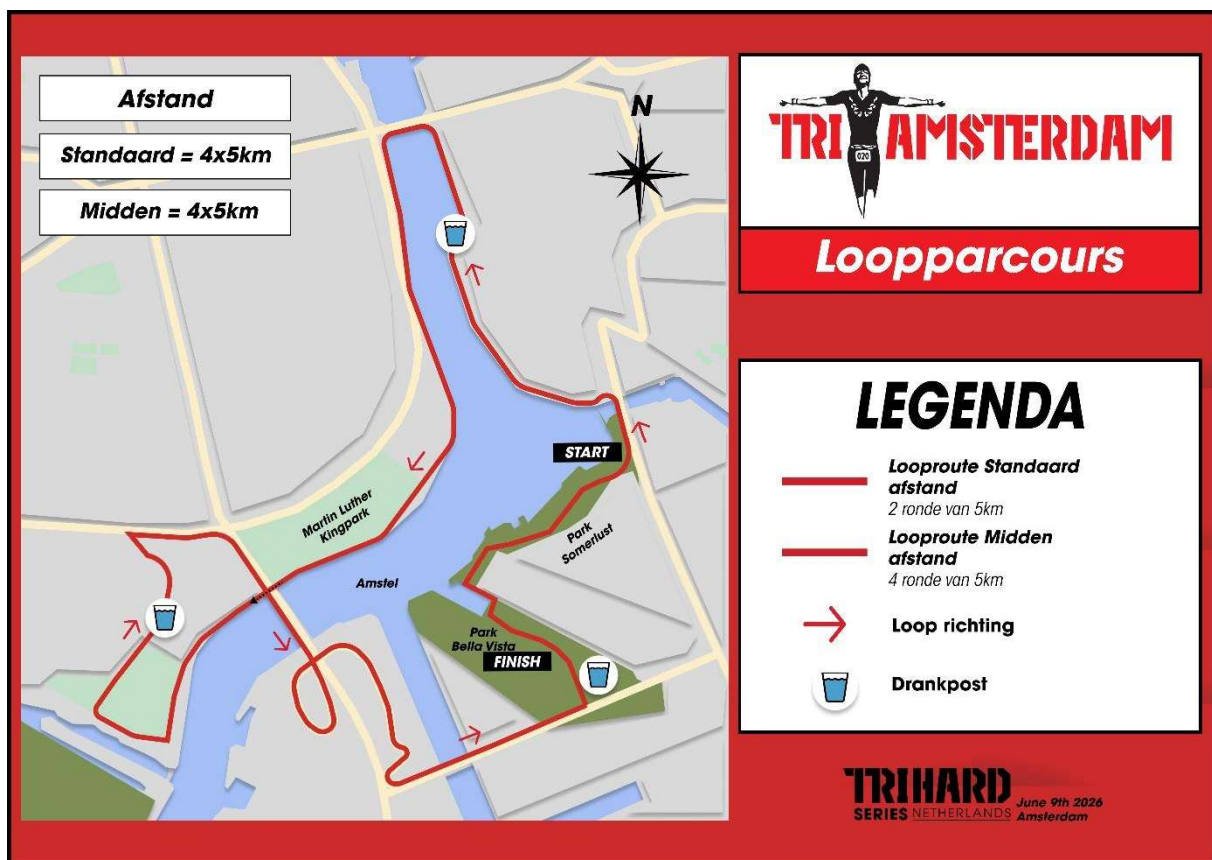 Afstand
Standaard = 4x5km
Midden = 4x5km
N
START
Martin Luther
Kingpark
Park
Somerlust
Amstel
Park
Bella Vista
FINISH
TRI AMSTERDAM
020
Loopparcours
LEGENDA
Looproute Standaard
afstand
2 ronde van 5km
Looproute Midden
afstand
4 ronde van 5km
Loop richting
Drankpost
TRIHARD
SERIES NETHERLANDS
June 9th 2026
Amsterdam